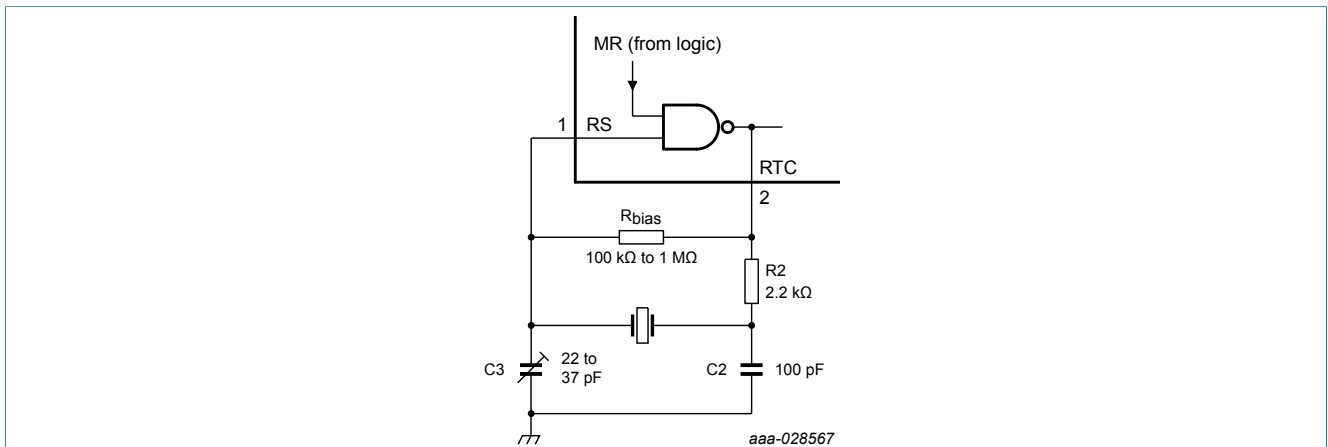 MR (from logic)
1
RS
RTC
2
Rbias
100 kΩ to 1 MΩ
R2
2.2 kΩ
C3
22 to
37 pF
C2
100 pF
aaa-028567